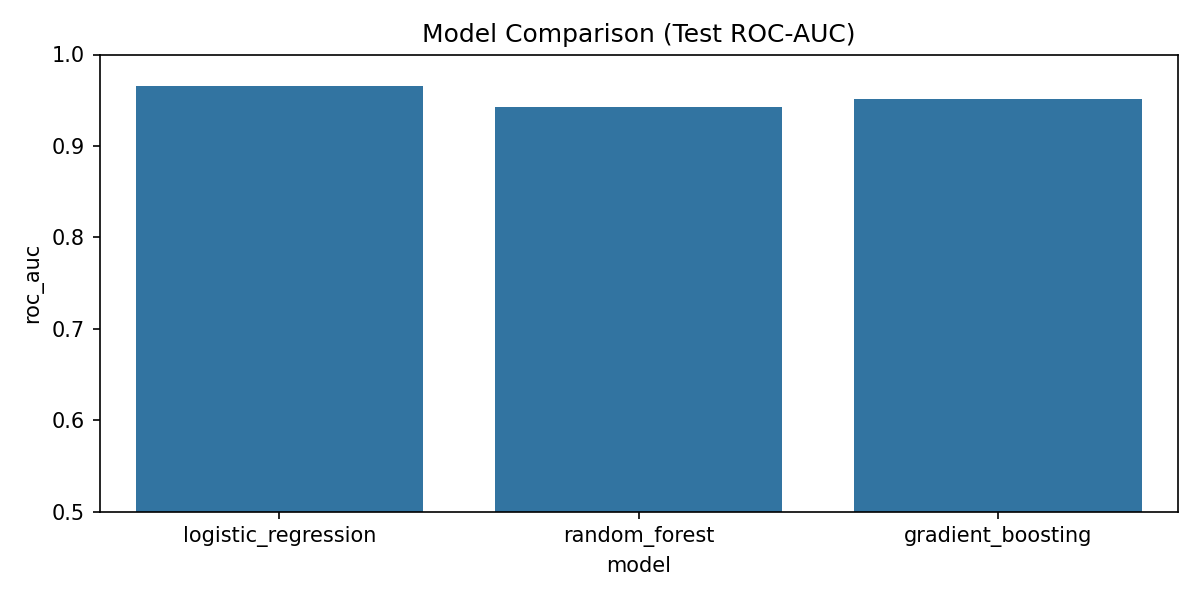 Model Comparison (Test ROC-AUC)
1.0
0.9
0.8
0.7
0.6
0.5
roc_auc
logistic_regression random_forest gradient_boosting
model